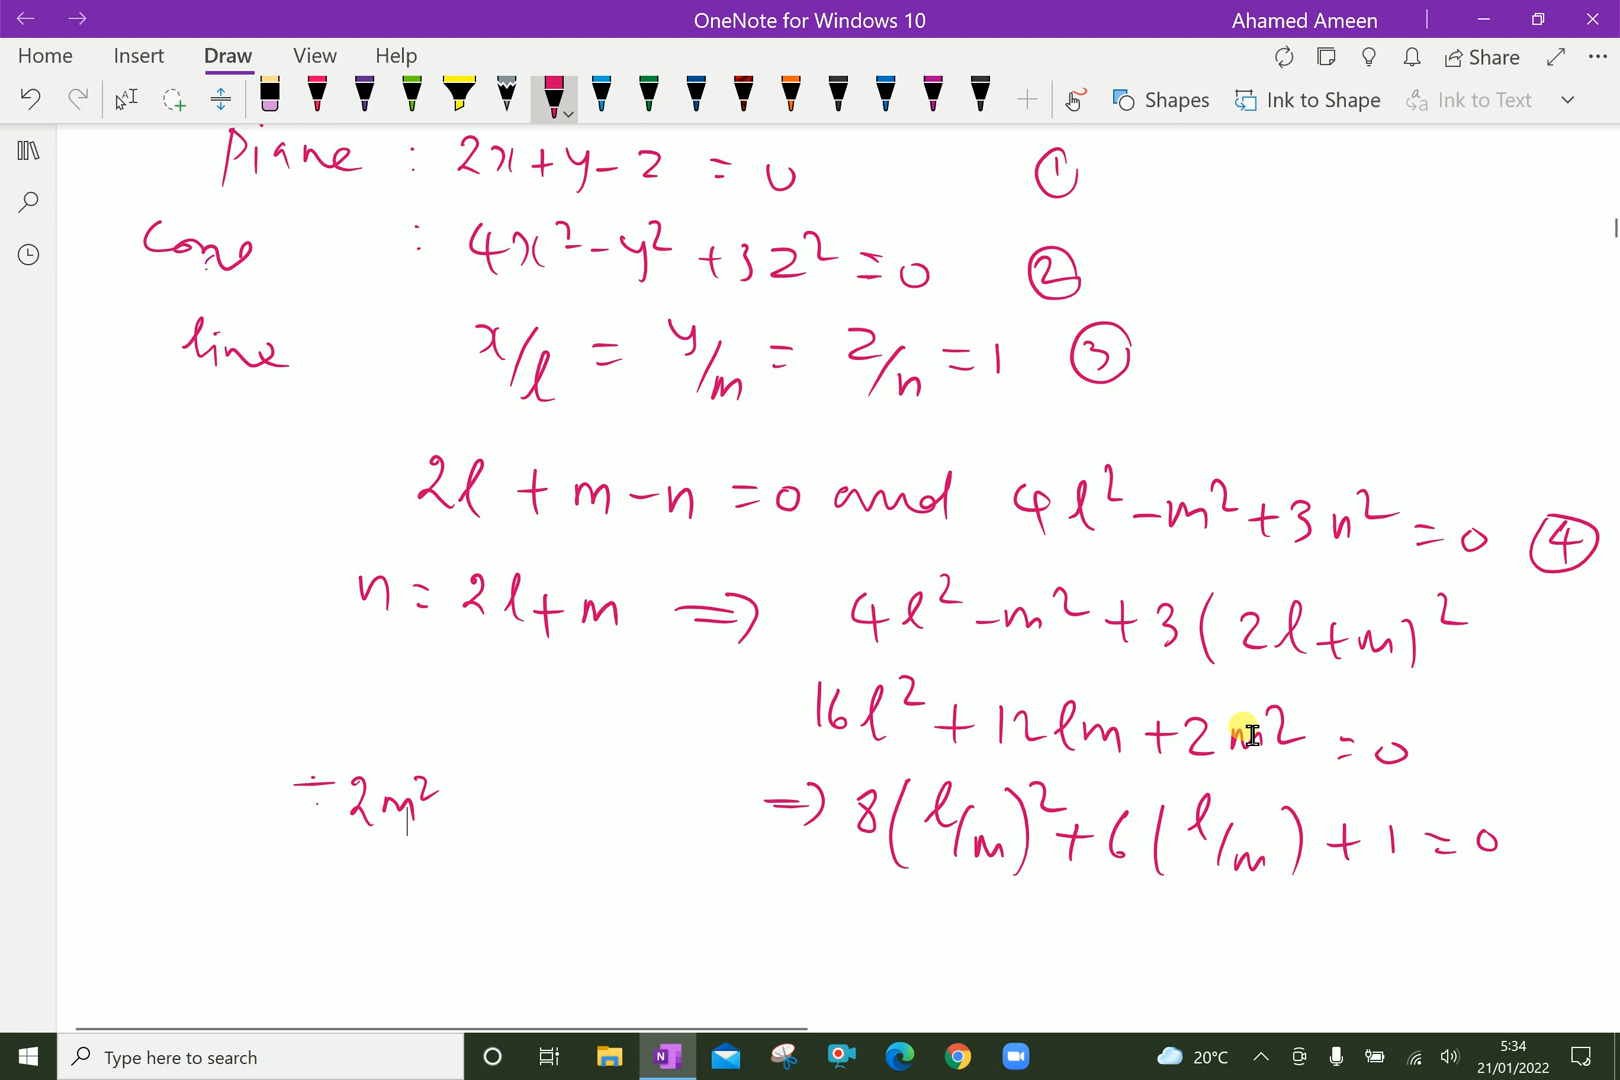 OneNote for Windows 10
Ahamed Ameen
Home Insert Draw View Help
Share
Shapes Ink to Shape Ink to Text
Plane : 2x + y - z = 0 ①
Cone : 4x² - y² + 3z² = 0 ②
line x/l = y/m = z/n = 1 ③
2l + m - n = 0 and 4l² - m² + 3n² = 0 ④
n = 2l + m => 4l² - m² + 3(2l + m)²
16l² + 12lm + 2m² = 0
÷ 2m² => 8(l/m)² + 6(l/m) + 1 = 0
Type here to search
20°C
5:34
21/01/2022